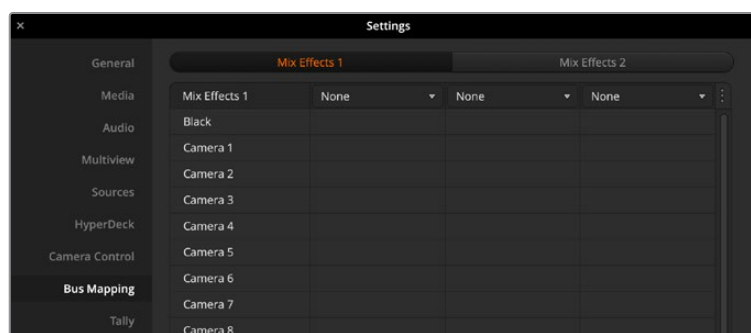 Settings
General
Media
Audio
Multiview
Sources
HyperDeck
Camera Control
Bus Mapping
Tally
Mix Effects 1 Mix Effects 2
Mix Effects 1 None None None
Black
Camera 1
Camera 2
Camera 3
Camera 4
Camera 5
Camera 6
Camera 7
Camera 8